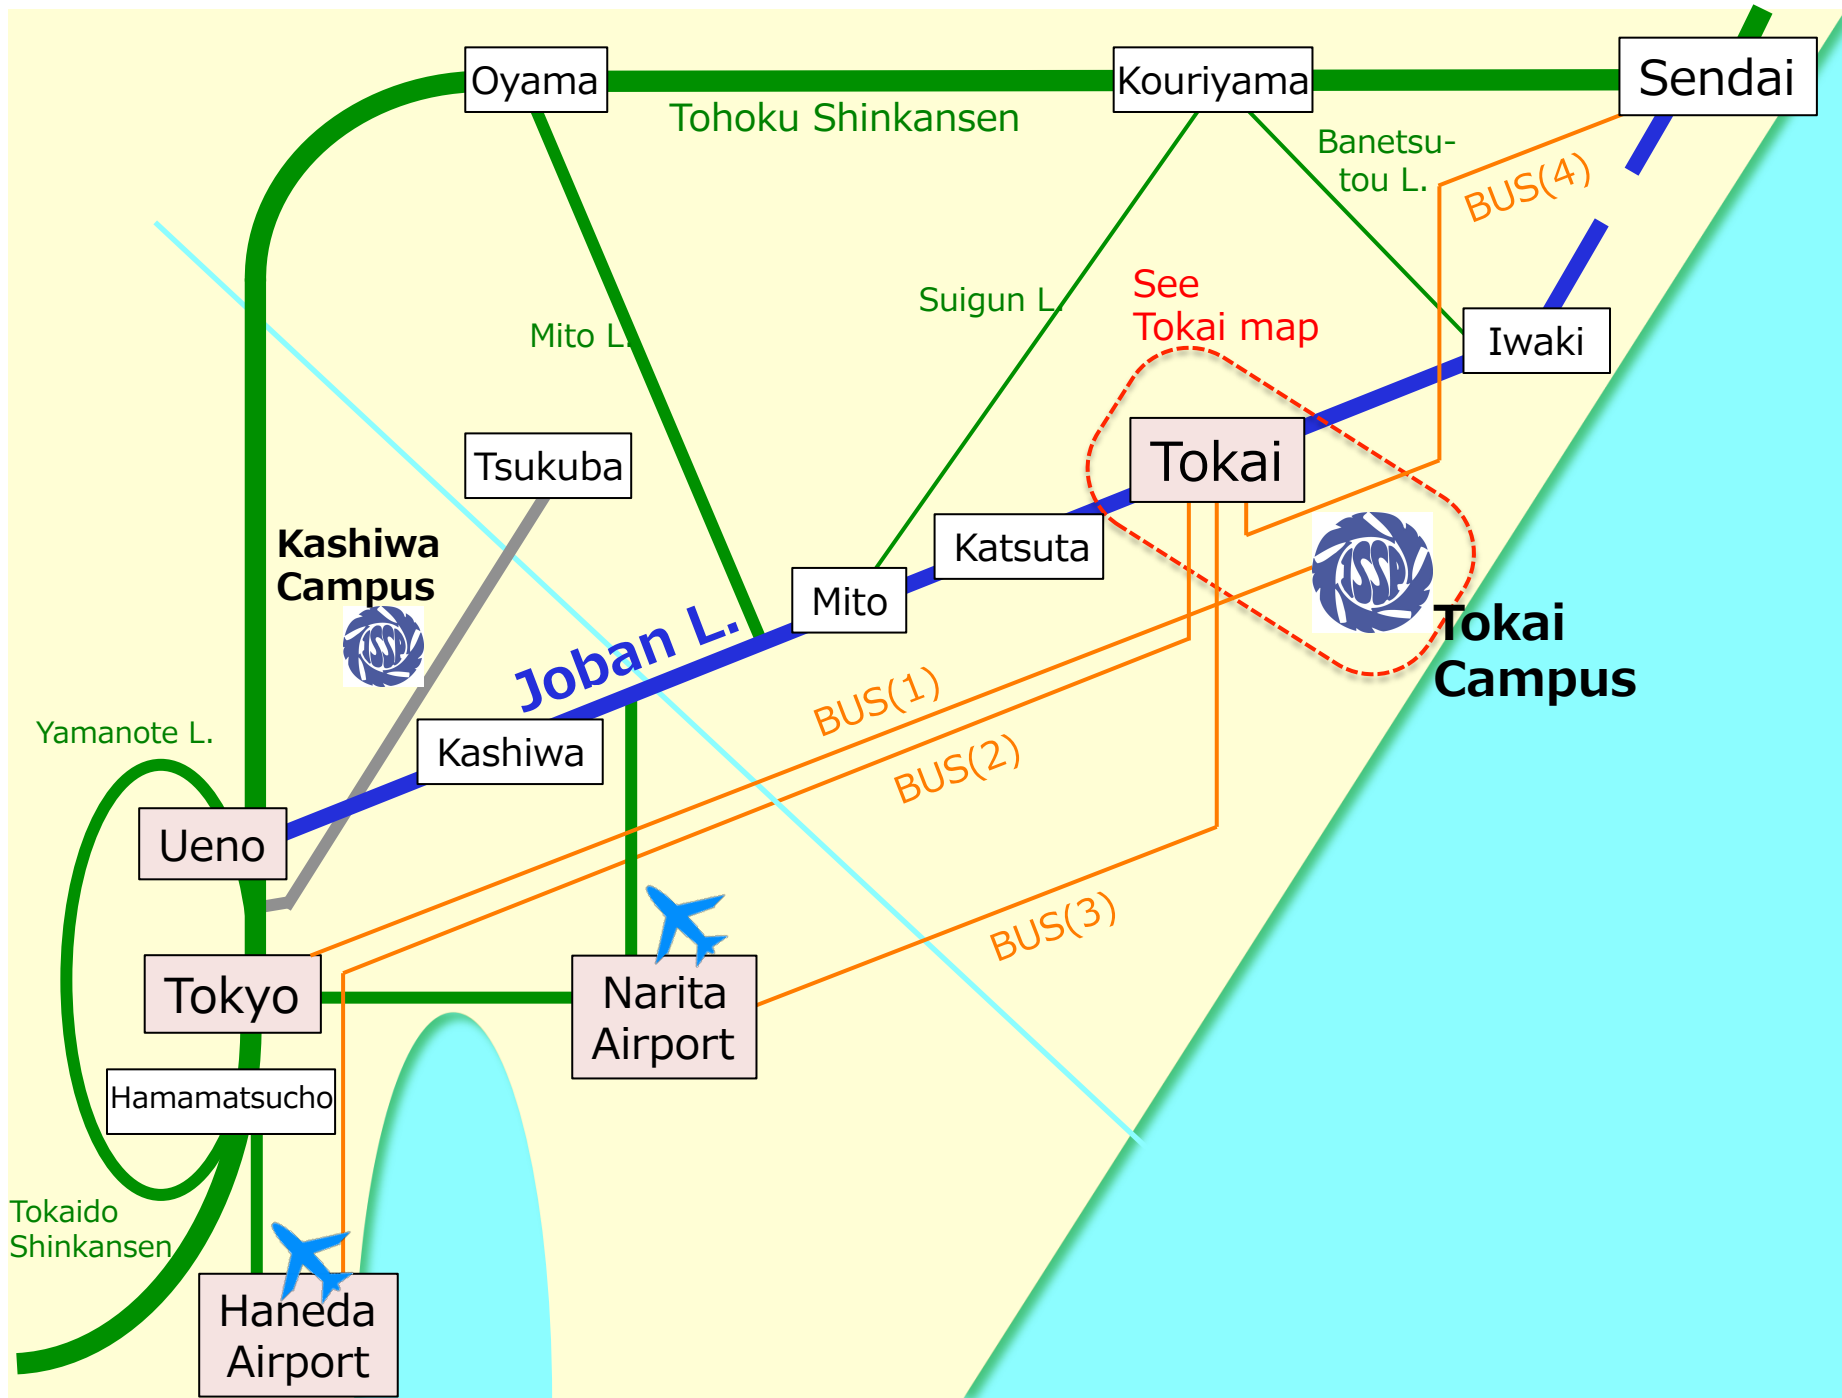 Oyama
Kouriyama
Sendai
Tohoku Shinkansen
Banetsu-
tou L.
BUS(4)
See
Tokai map
Suigun L.
Mito L.
Iwaki
Tsukuba
Tokai
Kashiwa
Campus
ISSP
Katsuta
Mito
ISSP
Tokai
Campus
Joban L.
BUS(1)
Yamanote L.
Kashiwa
BUS(2)
Ueno
BUS(3)
Tokyo
Narita
Airport
Hamamatsucho
Tokaido
Shinkansen
Haneda
Airport